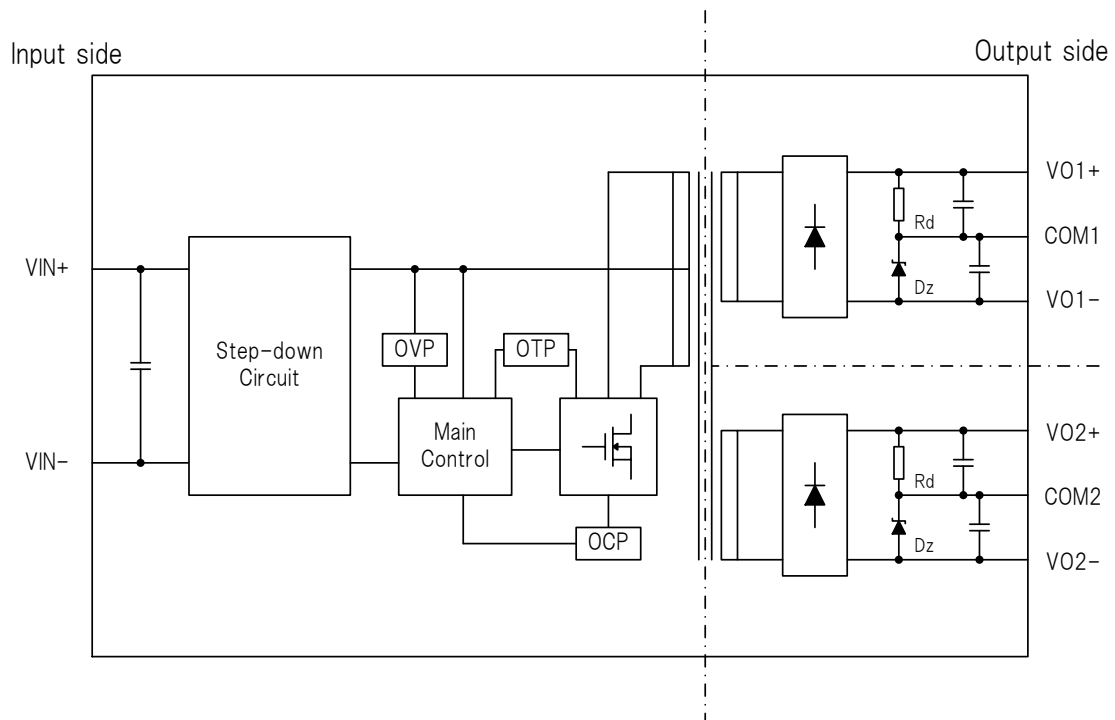 Input side
Output side
VIN+
VIN-
Step-down
Circuit
OVP
OTP
Main
Control
OCP
VO1+
Rd
COM1
Dz
VO1-
VO2+
Rd
COM2
Dz
VO2-